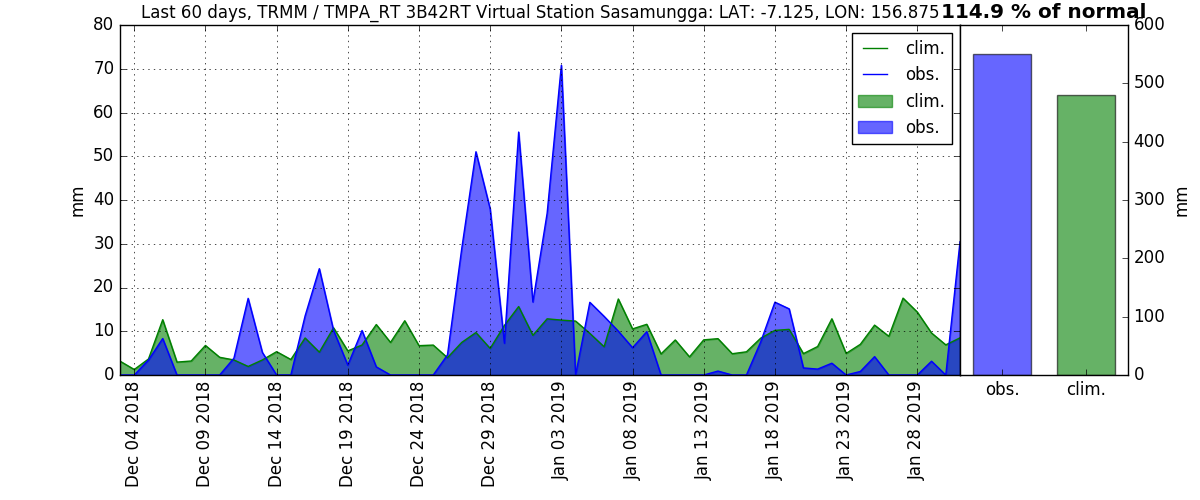 Last 60 days, TRMM / TMPA_RT 3B42RT Virtual Station Sasamungga: LAT: -7.125, LON: 156.875
114.9 % of normal
80
70
60
50
40
30
20
10
0
mm
clim.
obs.
clim.
obs.
Dec 04 2018
Dec 09 2018
Dec 14 2018
Dec 19 2018
Dec 24 2018
Dec 29 2018
Jan 03 2019
Jan 08 2019
Jan 13 2019
Jan 18 2019
Jan 23 2019
Jan 28 2019
600
500
400
300
200
100
0
mm
obs.
clim.